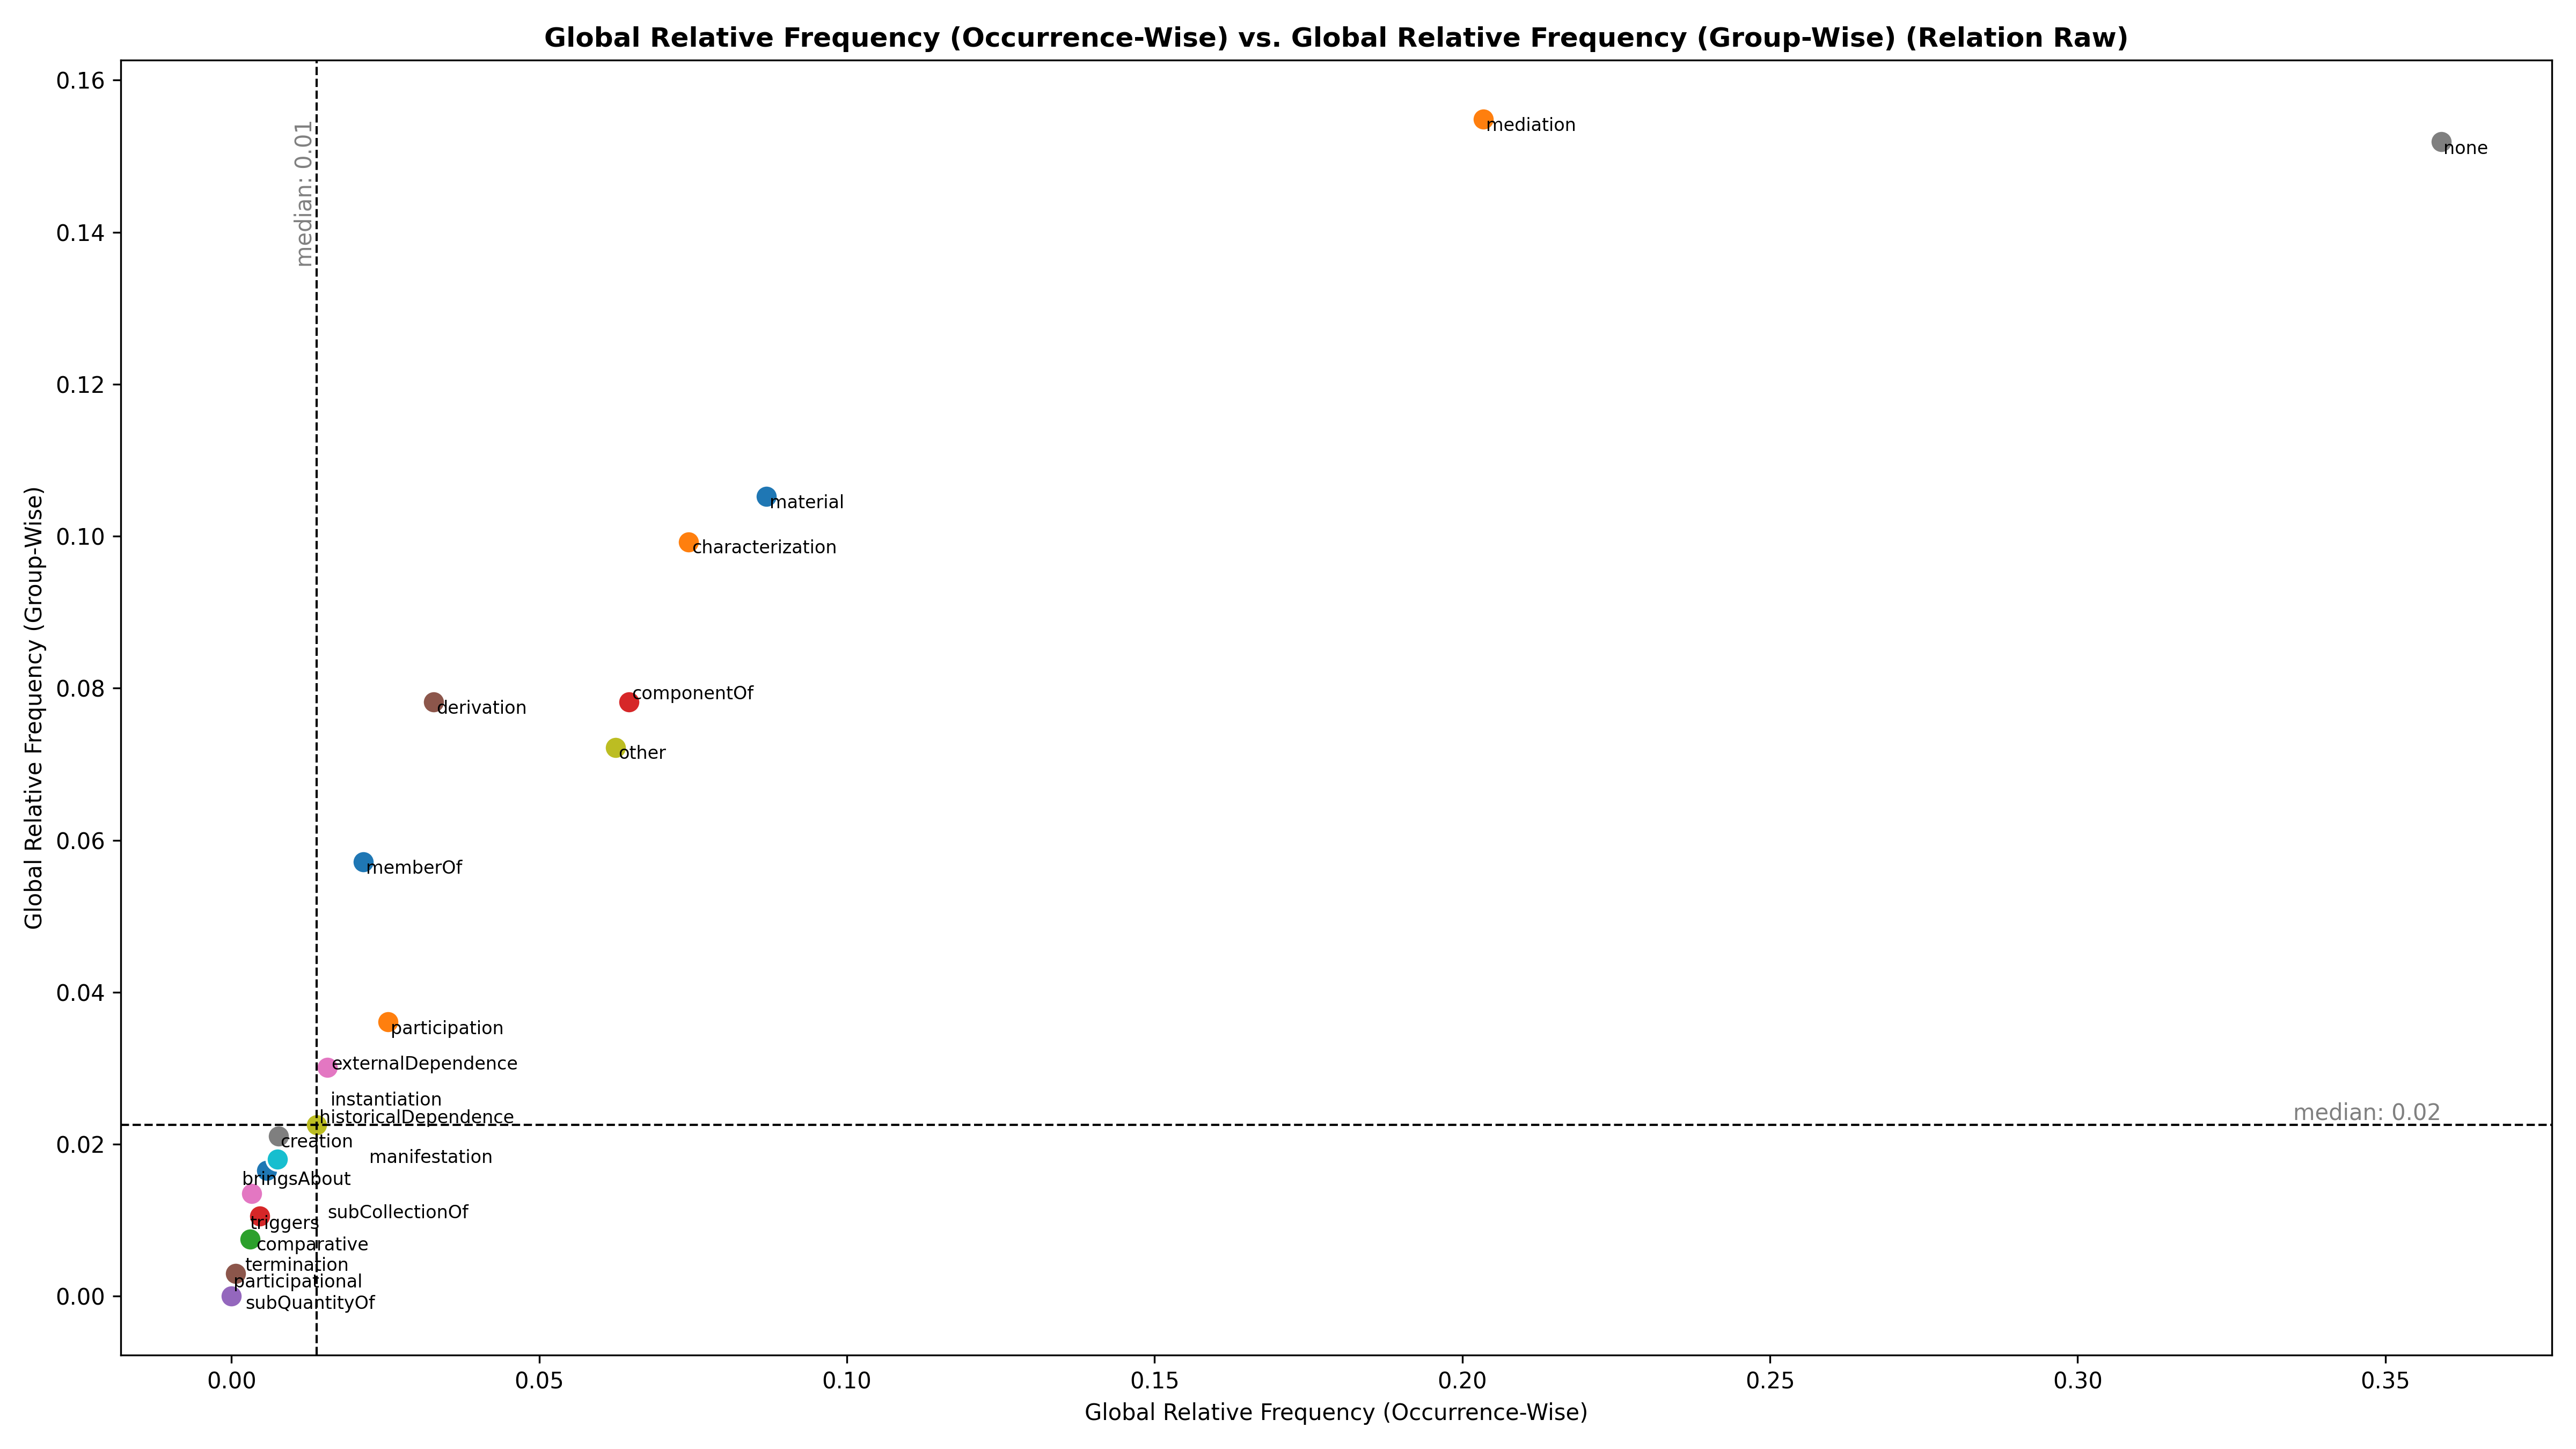 Global Relative Frequency (Occurrence-Wise) vs. Global Relative Frequency (Group-Wise) (Relation Raw)
Global Relative Frequency (Group-Wise)
0.16
0.14
0.12
0.10
0.08
0.06
0.04
0.02
0.00
median: 0.01
mediation
none
material
characterization
componentOf
derivation
other
memberOf
participation
externalDependence
instantiation
historicalDependence
median: 0.02
creation
manifestation
bringsAbout
subCollectionOf
triggers
comparative
termination
participational
subQuantityOf
0.00
0.05
0.10
0.15
0.20
0.25
0.30
0.35
Global Relative Frequency (Occurrence-Wise)